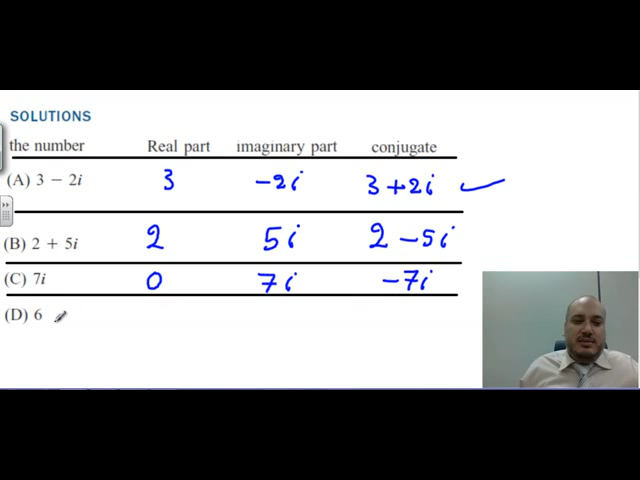 SOLUTIONS
the number Real part imaginary part conjugate
(A) 3 − 2i 3 −2i 3+2i
(B) 2 + 5i 2 5i 2 −5i
(C) 7i 0 7i −7i
(D) 6